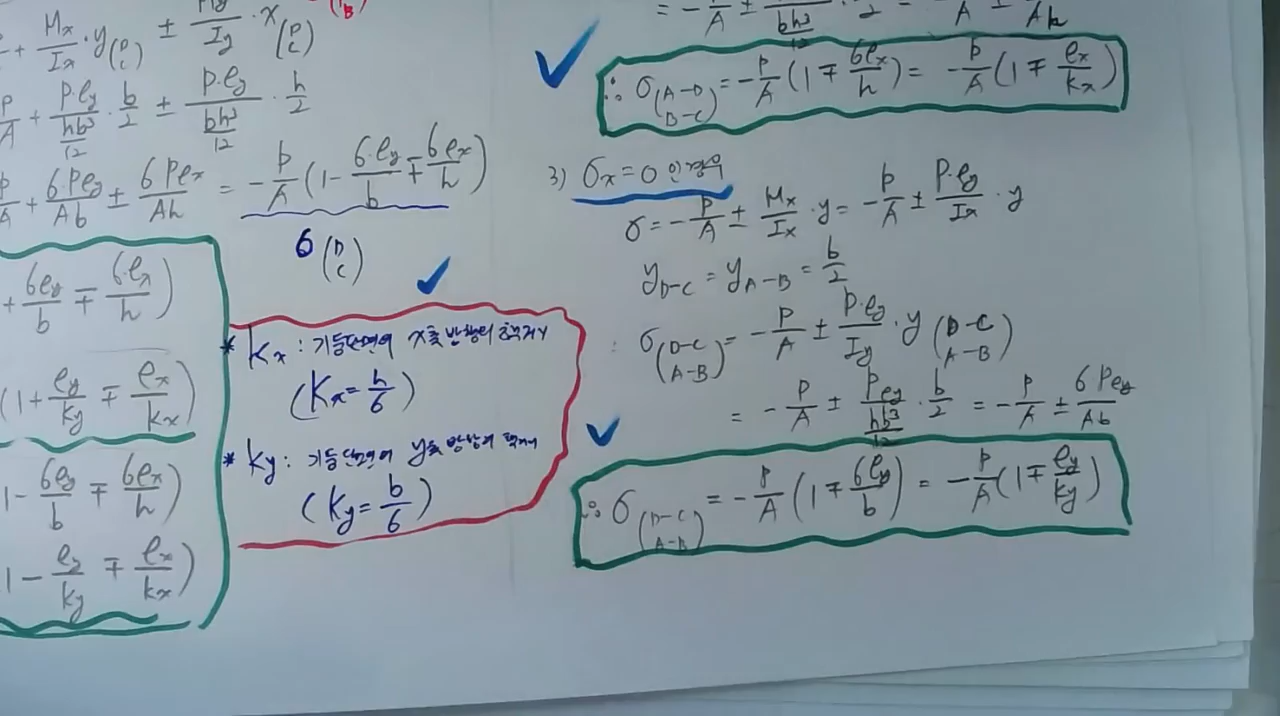 + Mx/Ix · y(D C) ± My/Iy · x(D C)
P/A + P·ey/(hb³/12) · b/2 ± P·ey/(bh³/12) · h/2
P/A + 6Pey/Ab ± 6Pex/Ah = -P/A (1 - 6·ey/b ∓ 6ex/h)
σ(D C)
+ 6ey/b ∓ 6·ex/h)
(1 + ey/ky ∓ ex/kx)
1 - 6ey/b ∓ 6ex/h)
1 - ey/ky ∓ ex/kx)
* Kx : 기둥단면의 x축 방향의 핵거리
(Kx = h/6)
* ky : 기둥단면의 y축 방향의
(ky = b/6)
= -P/A ± /(bh³/12) · /2 /A ± /Ah
∴ σ(A-D B-C) = -P/A (1 ∓ 6ex/h) = -P/A (1 ∓ ex/kx)
3) σx = 0 인 경우
σ = -P/A ± Mx/Ix · y = -P/A ± P·ey/Ix · y
yD-C = yA-B = b/2
σ(D-C A-B) = -P/A ± P·ey/Iy · y (D-C A-B)
= -P/A ± Pey/(hb³/12) · b/2 = -P/A ± 6Pey/Ab
∴ σ(D-C A-B) = -P/A (1 ∓ 6ey/b) = -P/A (1 ∓ ey/ky)